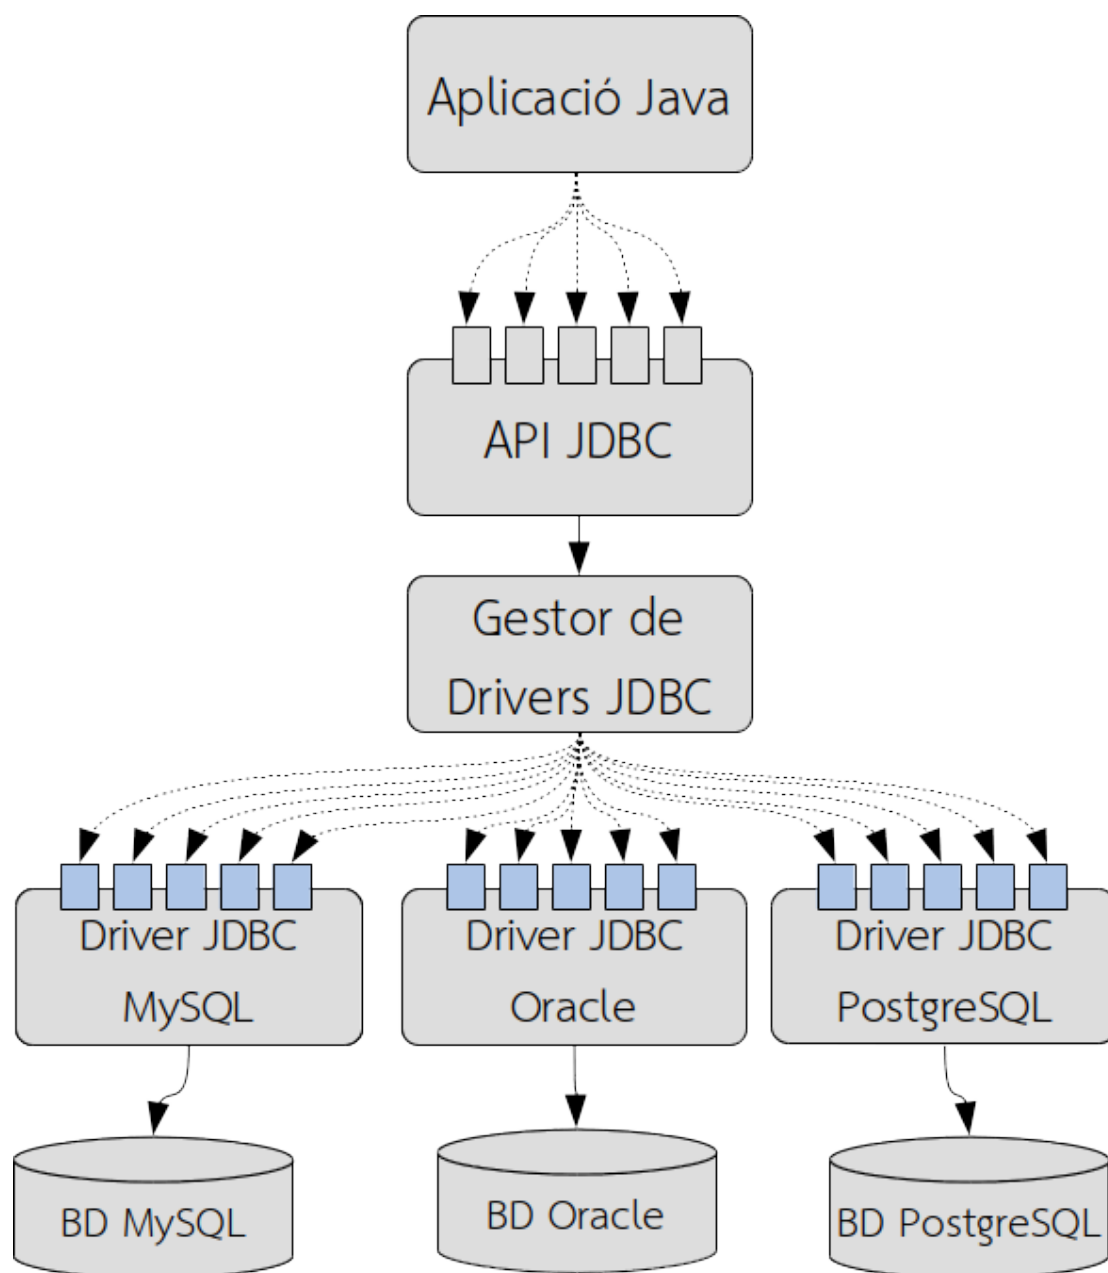 Aplicació Java
API JDBC
Gestor de
Drivers JDBC
Driver JDBC
MySQL
Driver JDBC
Oracle
Driver JDBC
PostgreSQL
BD MySQL
BD Oracle
BD PostgreSQL